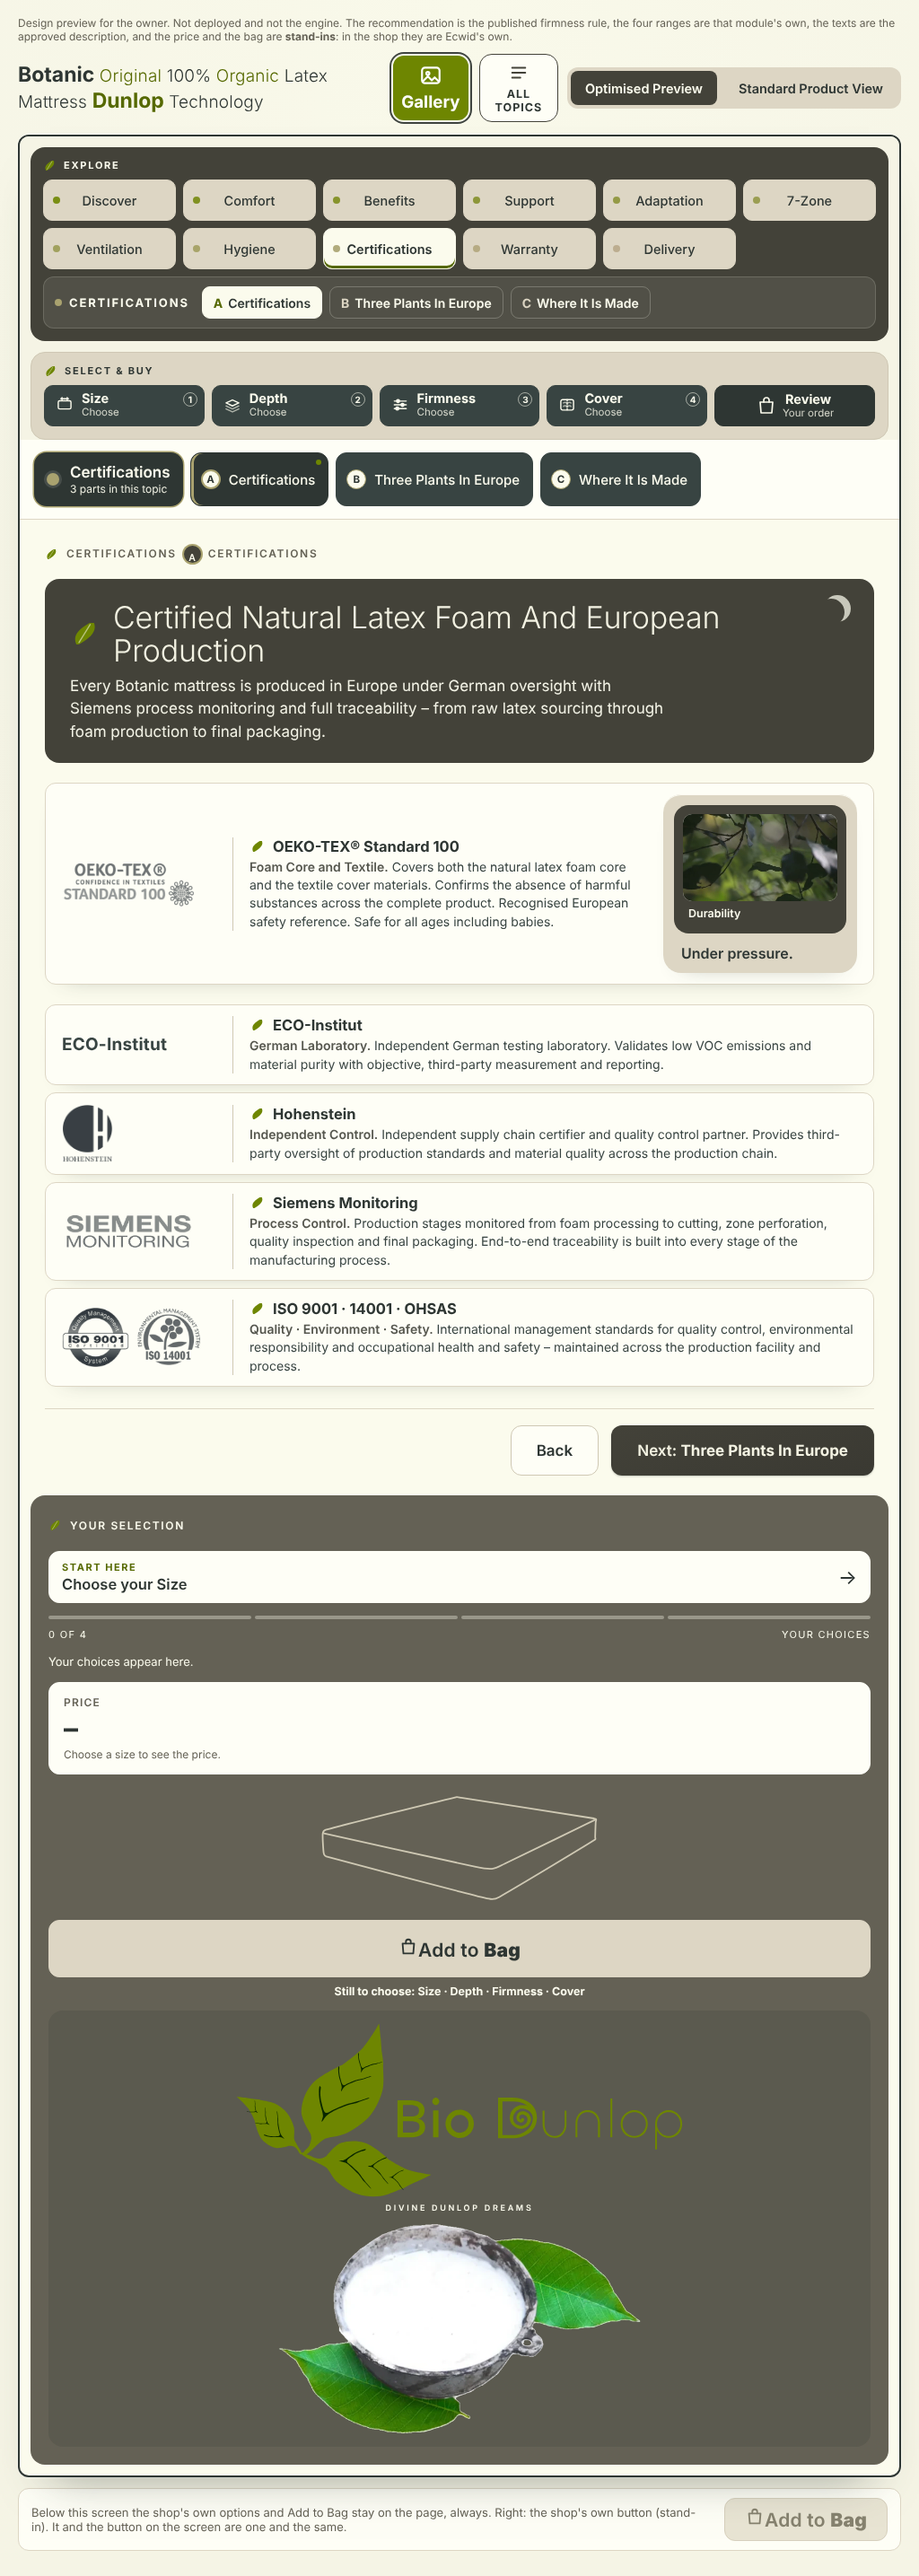 Design preview for the owner. Not deployed and not the engine. The recommendation is the published firmness rule, the four ranges are that module's own, the texts are the
approved description, and the price and the bag are stand-ins: in the shop they are Ecwid's own.
Botanic Original 100% Organic Latex
Mattress Dunlop Technology
Gallery
ALL
TOPICS
Optimised Preview
Standard Product View
EXPLORE
Discover
Comfort
Benefits
Support
Adaptation
7-Zone
Ventilation
Hygiene
Certifications
Warranty
Delivery
CERTIFICATIONS
A Certifications
B Three Plants In Europe
C Where It Is Made
SELECT & BUY
Size
Choose
1
Depth
Choose
2
Firmness
Choose
3
Cover
Choose
4
Review
Your order
Certifications
3 parts in this topic
A Certifications
B Three Plants In Europe
C Where It Is Made
CERTIFICATIONS A CERTIFICATIONS
Certified Natural Latex Foam And European
Production
Every Botanic mattress is produced in Europe under German oversight with
Siemens process monitoring and full traceability – from raw latex sourcing through
foam production to final packaging.
OEKO-TEX®
CONFIDENCE IN TEXTILES
STANDARD 100
OEKO-TEX® Standard 100
Foam Core and Textile. Covers both the natural latex foam core
and the textile cover materials. Confirms the absence of harmful
substances across the complete product. Recognised European
safety reference. Safe for all ages including babies.
Durability
Under pressure.
ECO-Institut
ECO-Institut
German Laboratory. Independent German testing laboratory. Validates low VOC emissions and
material purity with objective, third-party measurement and reporting.
HOHENSTEIN
Hohenstein
Independent Control. Independent supply chain certifier and quality control partner. Provides third-
party oversight of production standards and material quality across the production chain.
SIEMENS
MONITORING
Siemens Monitoring
Process Control. Production stages monitored from foam processing to cutting, zone perforation,
quality inspection and final packaging. End-to-end traceability is built into every stage of the
manufacturing process.
Quality Management
ISO 9001
Certified
System
ENVIRONMENTAL MANAGEMENT SYSTEM
ISO 14001
ISO 9001 · 14001 · OHSAS
Quality · Environment · Safety. International management standards for quality control, environmental
responsibility and occupational health and safety – maintained across the production facility and
process.
Back
Next: Three Plants In Europe
YOUR SELECTION
START HERE
Choose your Size
0 OF 4
YOUR CHOICES
Your choices appear here.
PRICE
–
Choose a size to see the price.
Add to Bag
Still to choose: Size · Depth · Firmness · Cover
Bio Dunlop
DIVINE DUNLOP DREAMS
Below this screen the shop's own options and Add to Bag stay on the page, always. Right: the shop's own button (stand-
in). It and the button on the screen are one and the same.
Add to Bag